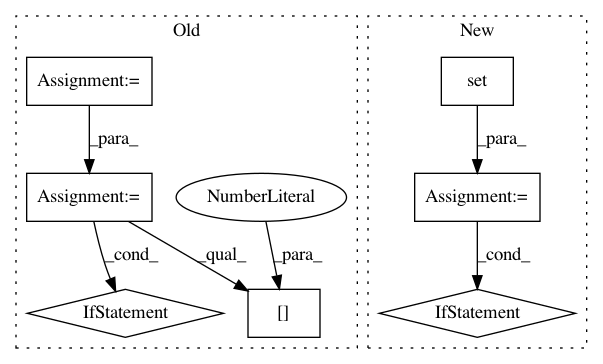 Old
New
Assignment:=
set
_para_
_para_
Assignment:=
NumberLiteral
Assignment:=
_cond_
_qual_
_para_
_cond_
IfStatement
[]
IfStatement